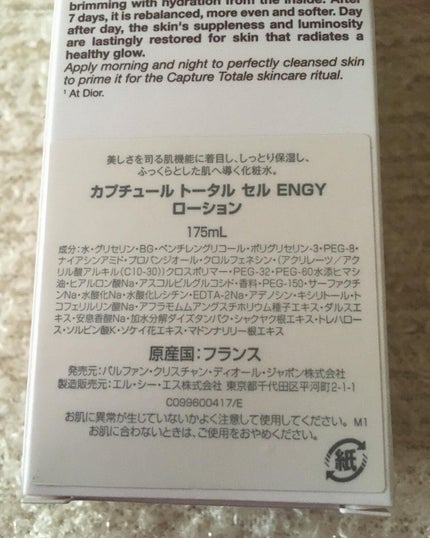 brimming with hydration from the inside. After
7 days, it is rebalanced, more even and softer. Day
after day, the skin's suppleness and luminosity
are lastingly restored for skin that radiates a
healthy glow.
Apply morning and night to perfectly cleansed skin
to prime it for the Capture Totale skincare ritual.
¹ At Dior.
美しさを司る肌機能に着目し、しっとり保湿し、
ふっくらとした肌へ導く化粧水。
カプチュール トータル セル ENGY
ローション
175mL
成分:水・グリセリン・BG・ペンチレングリコール・ポリグリセリン-3・PEG-8・
ナイアシンアミド・プロパンジオール・クロルフェネシン・(アクリレーツ/アク
リル酸アルキル(C10-30))クロスポリマー・PEG-32・PEG-60水添ヒマシ
油・ヒアルロン酸Na・アスコルビルグルコシド・香料・PEG-150・サーファクチ
ンNa・水酸化Na・水酸化レシチン・EDTA-2Na・アデノシン・キシリトール・ト
コフェリルリン酸Na・アフラモムアングスチホリウム種子エキス・ダルスエ
キス・安息香酸Na・加水分解ダイズタンパク・シャクヤク根エキス・トレハロー
ス・ソルビン酸K・ソケイ花エキス・マドンナリリー根エキス
原産国:フランス
発売元:パルファン・クリスチャン・ディオール・ジャポン株式会社
製造販売元:エル・シー・エス株式会社 東京都千代田区平河町2-1-1
C099600417/E
お肌に異常が生じていないかよく注意して使用してください。 M1
お肌に合わないときは、ご使用をおやめください。
紙